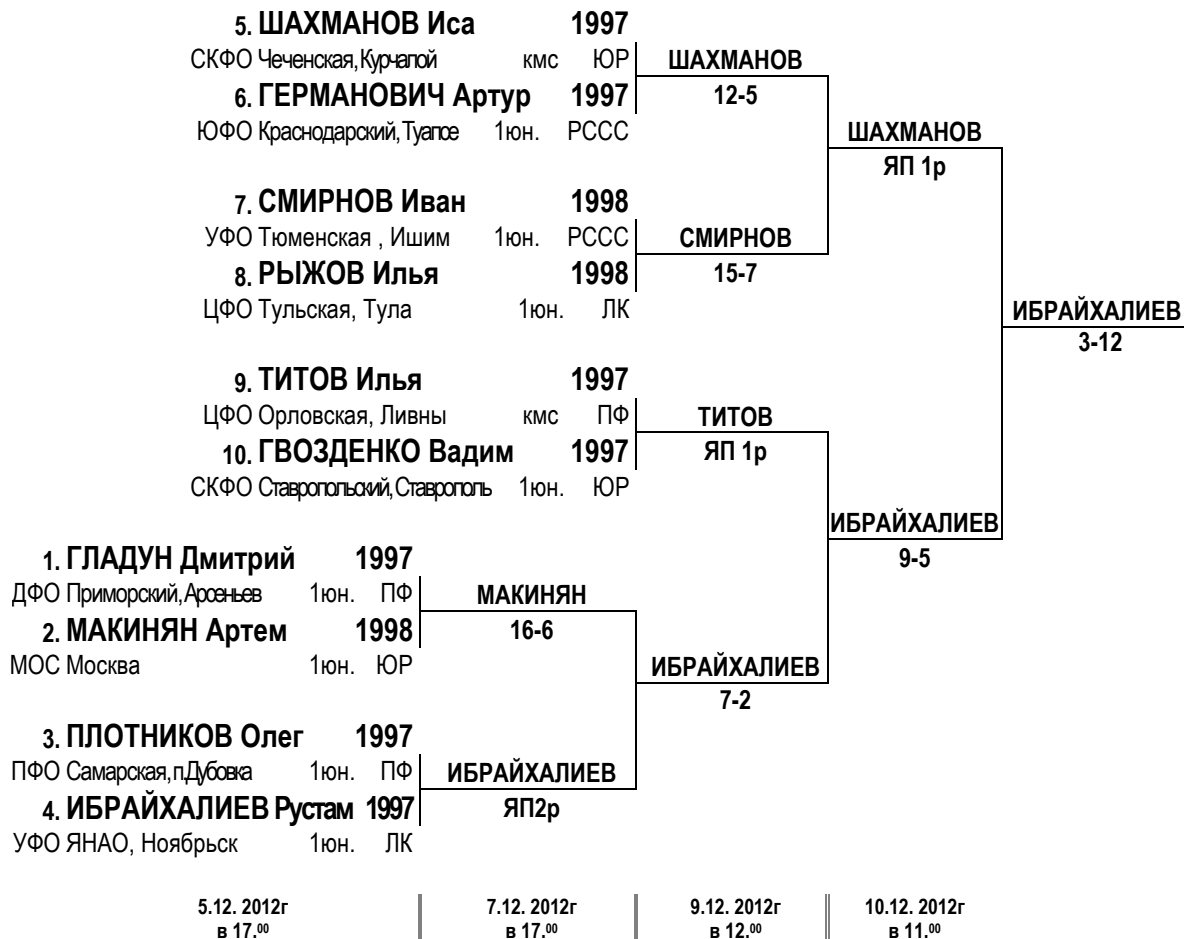 5. ШАХМАНОВ Иса 1997
СКФО Чеченская,Курчалой кмс ЮР
ШАХМАНОВ
6. ГЕРМАНОВИЧ Артур 1997
12-5
ЮФО Краснодарский,Туапсе 1юн. РССС
ШАХМАНОВ
ЯП 1р
7. СМИРНОВ Иван 1998
УФО Тюменская , Ишим 1юн. РССС
СМИРНОВ
8. РЫЖОВ Илья 1998
15-7
ЦФО Тульская, Тула 1юн. ЛК
ИБРАЙХАЛИЕВ
3-12
9. ТИТОВ Илья 1997
ЦФО Орловская, Ливны кмс ПФ
ТИТОВ
10. ГВОЗДЕНКО Вадим 1997
ЯП 1р
СКФО Ставропольский,Ставрополь 1юн. ЮР
ИБРАЙХАЛИЕВ
9-5
1. ГЛАДУН Дмитрий 1997
ДФО Приморский,Арсеньев 1юн. ПФ
МАКИНЯН
2. МАКИНЯН Артем 1998
16-6
МОС Москва 1юн. ЮР
ИБРАЙХАЛИЕВ
7-2
3. ПЛОТНИКОВ Олег 1997
ПФО Самарская,п.Дубовка 1юн. ПФ
ИБРАЙХАЛИЕВ
4. ИБРАЙХАЛИЕВ Рустам 1997
ЯП2р
УФО ЯНАО, Ноябрьск 1юн. ЛК
5.12. 2012г 7.12. 2012г 9.12. 2012г 10.12. 2012г
в 17.00 в 17.00 в 12.00 в 11.00